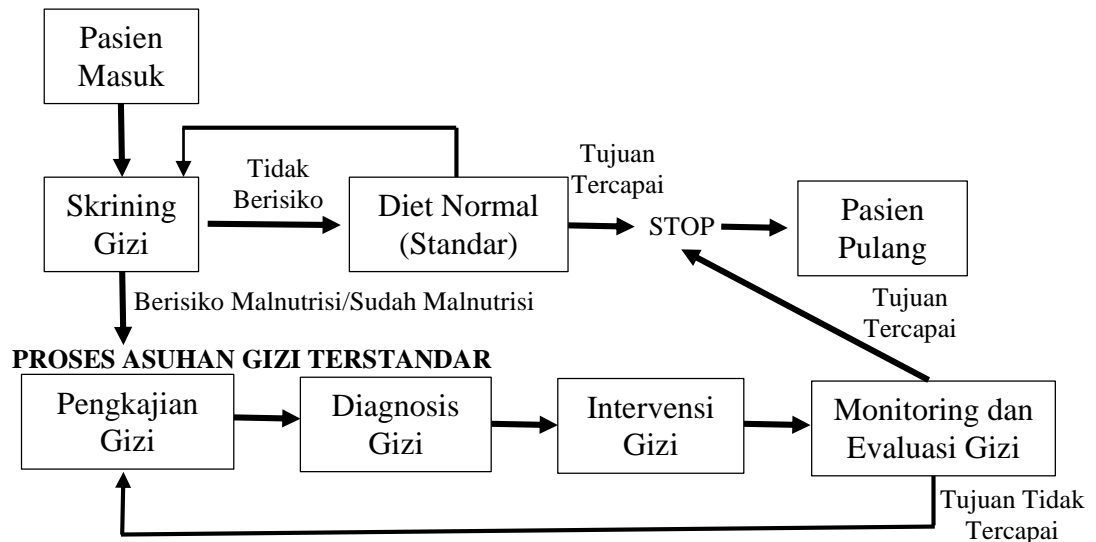 Pasien
Masuk
Tidak
Berisiko
Tujuan
Tercapai
Skrining
Gizi
Diet Normal
(Standar)
STOP
Pasien
Pulang
Berisiko Malnutrisi/Sudah Malnutrisi
Tujuan
Tercapai
PROSES ASUHAN GIZI TERSTANDAR
Pengkajian
Gizi
Diagnosis
Gizi
Intervensi
Gizi
Monitoring dan
Evaluasi Gizi
Tujuan Tidak
Tercapai